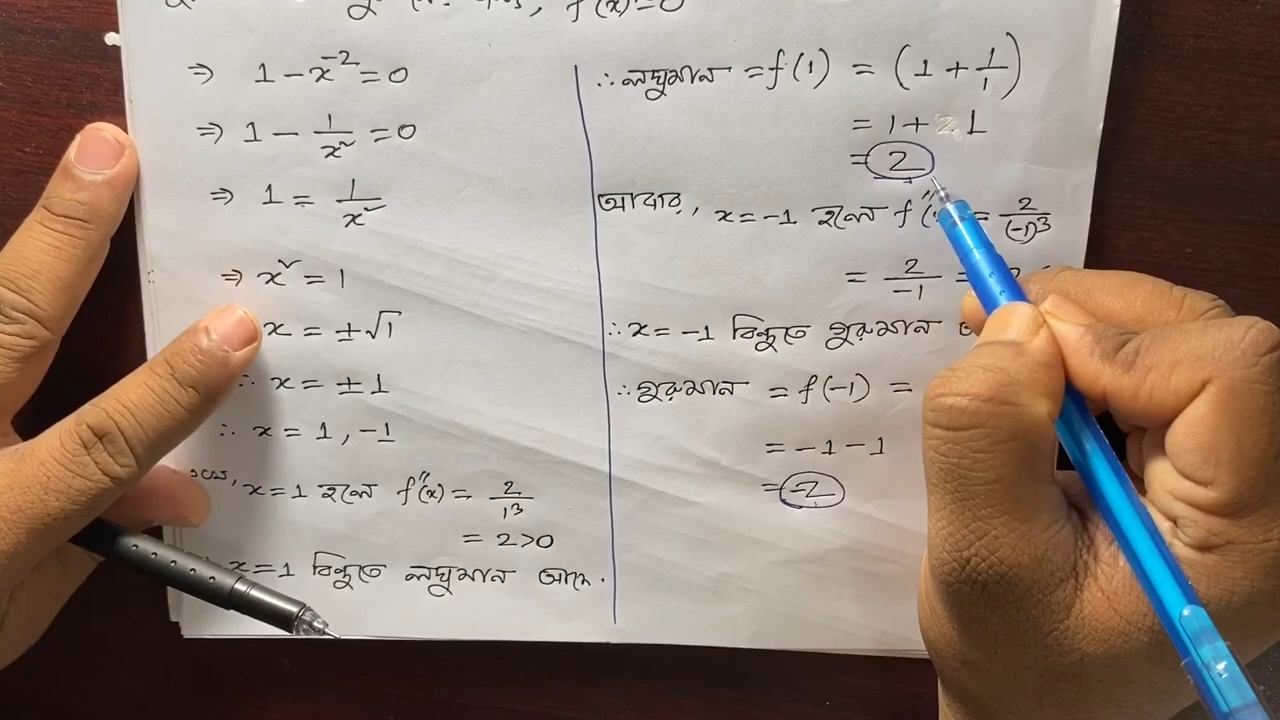 f'(x)=0
⇒ 1 - x⁻² = 0
⇒ 1 - 1/x² = 0
⇒ 1 = 1/x²
⇒ x² = 1
x = ±√1
∴ x = ±1
∴ x = 1, -1
x=1 হলে f''(x) = 2/1³
= 2>0
x=1 বিন্দুতে লঘুমান আছে.
∴ লঘুমান = f(1) = (1 + 1/1)
= 1 + 1
= 2
আবার, x = -1 হলে f''( = 2/(-1)³
= 2/-1 =
∴ x = -1 বিন্দুতে গুরুমান
∴ গুরুমান = f(-1) =
= -1 - 1
= -2